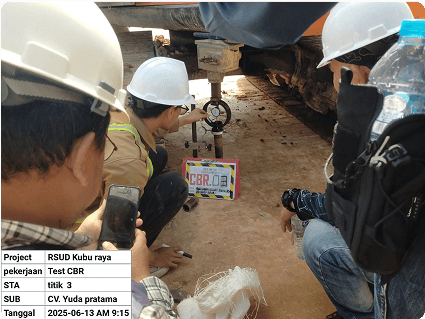 CBR.03
Project RSUD Kubu raya
pekerjaan Test CBR
STA titik 3
SUB CV. Yuda pratama
Tanggal 2025-06-13 AM 9:15